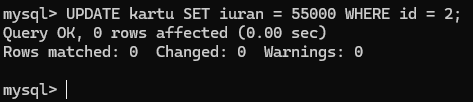 mysql> UPDATE kartu SET iuran = 55000 WHERE id = 2;
Query OK, 0 rows affected (0.00 sec)
Rows matched: 0  Changed: 0  Warnings: 0
mysql>